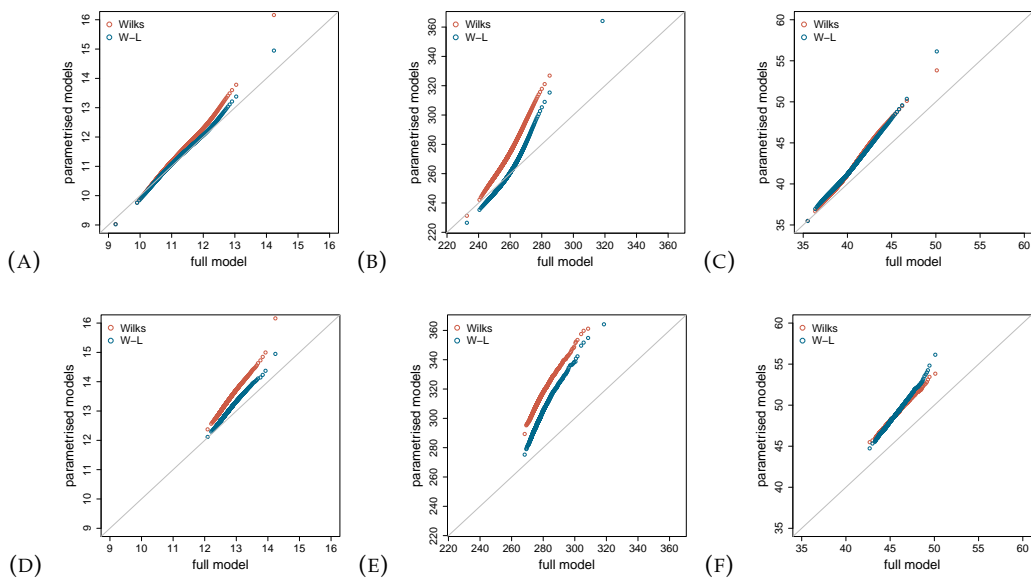 Wilks
W−L
parametrised models
9 10 11 12 13 14 15 16
9 10 11 12 13 14 15 16
full model
(A)
Wilks
W−L
parametrised models
220 240 260 280 300 320 340 360
220 240 260 280 300 320 340 360
full model
(B)
Wilks
W−L
parametrised models
35 40 45 50 55 60
35 40 45 50 55 60
full model
(C)
Wilks
W−L
parametrised models
9 10 11 12 13 14 15 16
9 10 11 12 13 14 15 16
full model
(D)
Wilks
W−L
parametrised models
220 240 260 280 300 320 340 360
220 240 260 280 300 320 340 360
full model
(E)
Wilks
W−L
parametrised models
35 40 45 50 55 60
35 40 45 50 55 60
full model
(F)